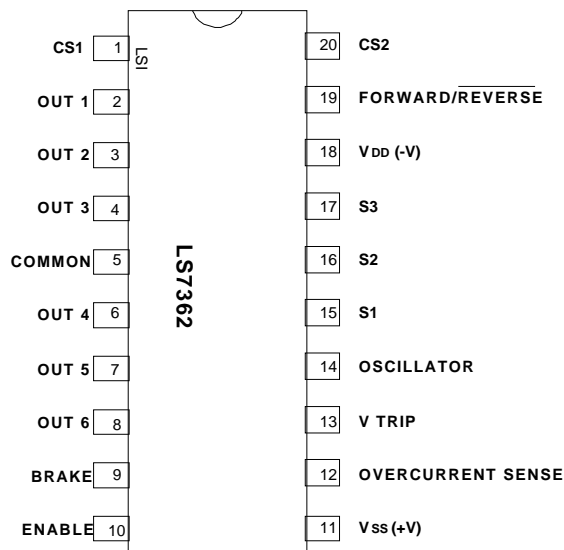 CS1 1 LSI 20 CS2
OUT 1 2 19 FORWARD/REVERSE
OUT 2 3 18 VDD (-V)
OUT 3 4 17 S3
COMMON 5 16 S2
LS7362
OUT 4 6 15 S1
OUT 5 7 14 OSCILLATOR
OUT 6 8 13 V TRIP
BRAKE 9 12 OVERCURRENT SENSE
ENABLE 10 11 VSS (+V)